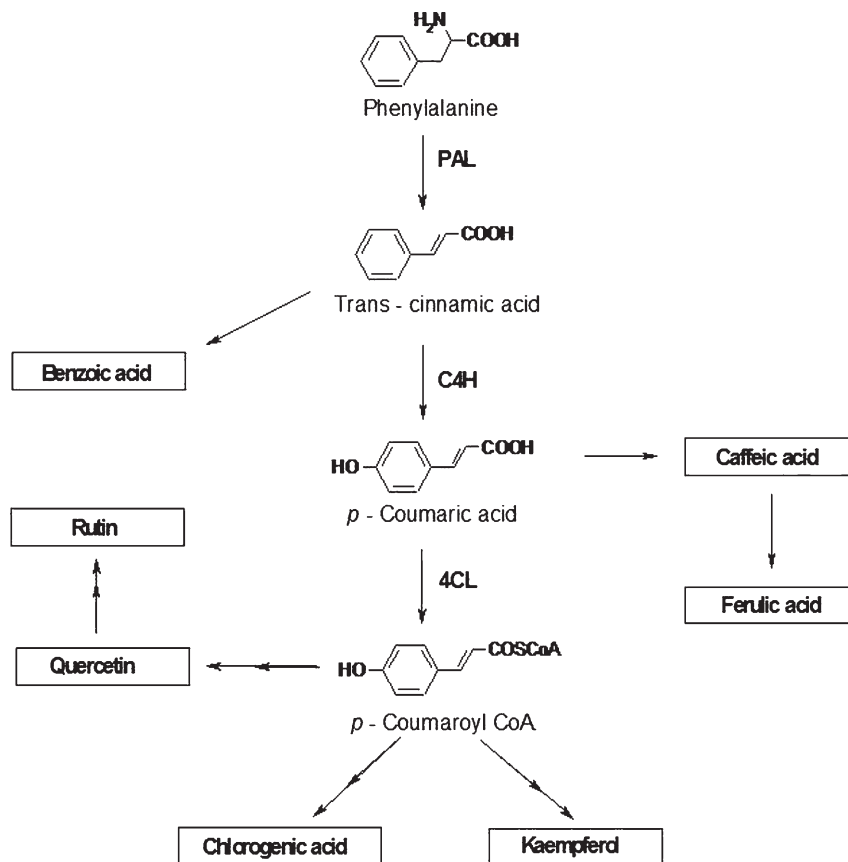 H₂N
COOH
Phenylalanine
PAL
COOH
Trans - cinnamic acid
Benzoic acid
C4H
HO
COOH
p - Coumaric acid
Caffeic acid
Rutin
4CL
Ferulic acid
Quercetin
HO
COSCoA
p - Coumaroyl CoA
Chlorogenic acid
Kaempferol